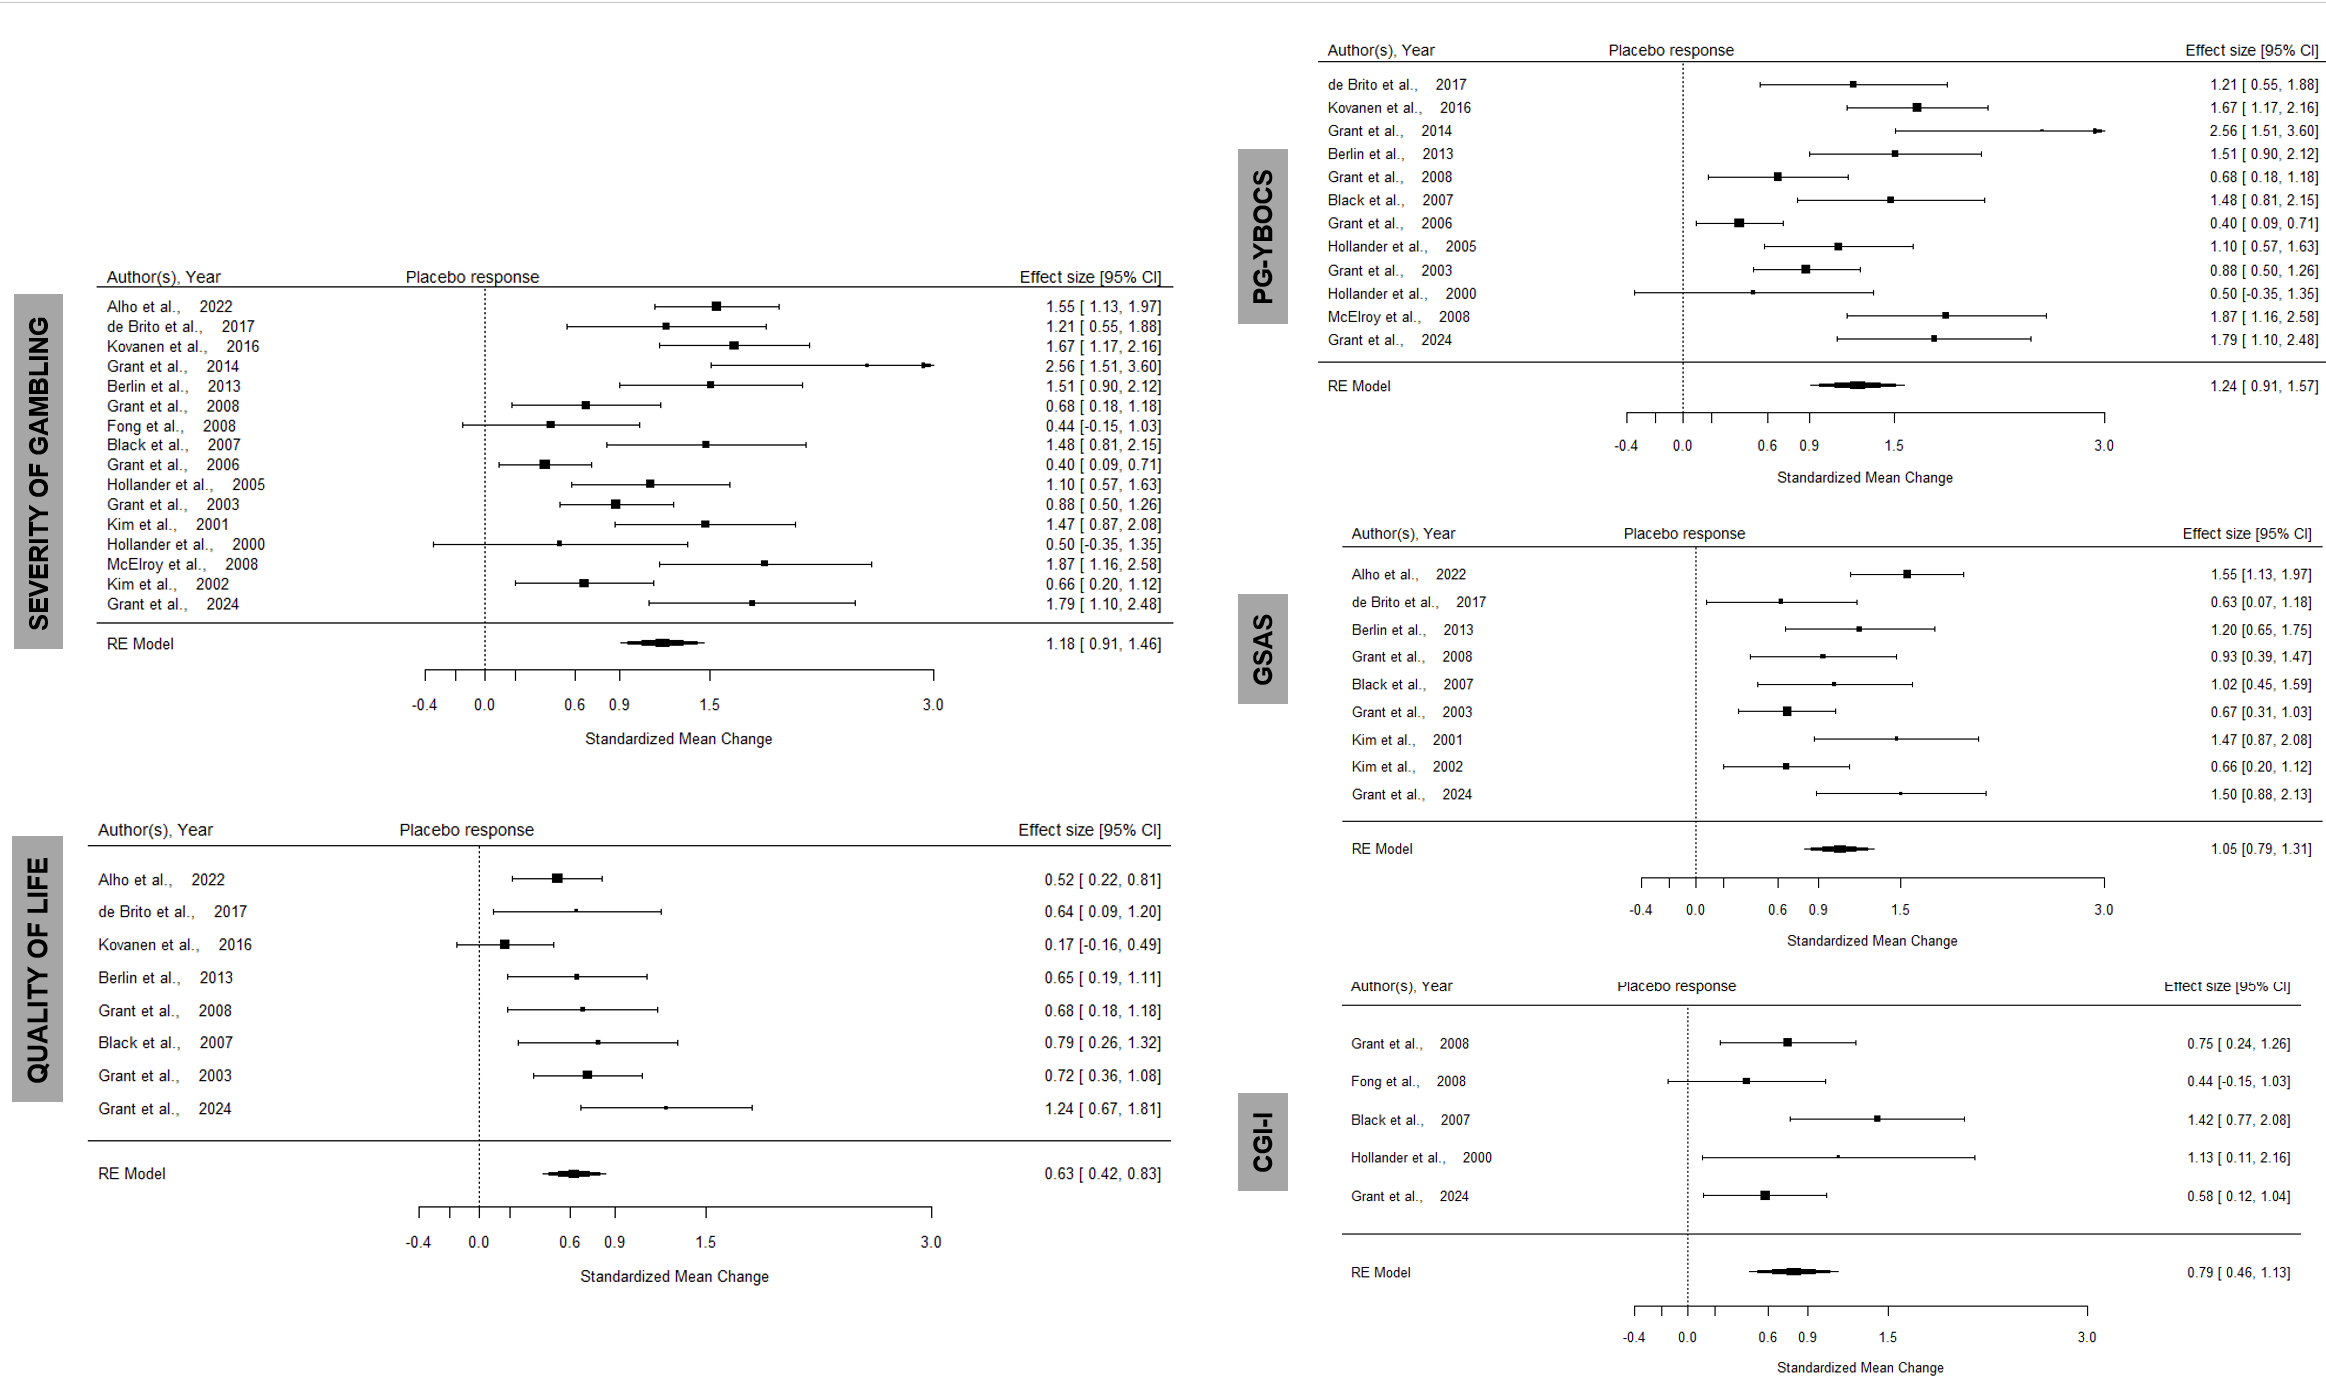 SEVERITY OF GAMBLING
Author(s), Year Placebo response Effect size [95% CI]
Alho et al., 2022 1.55 [ 1.13, 1.97]
de Brito et al., 2017 1.21 [ 0.55, 1.88]
Kovanen et al., 2016 1.67 [ 1.17, 2.16]
Grant et al., 2014 2.56 [ 1.51, 3.60]
Berlin et al., 2013 1.51 [ 0.90, 2.12]
Grant et al., 2008 0.68 [ 0.18, 1.18]
Fong et al., 2008 0.44 [-0.15, 1.03]
Black et al., 2007 1.48 [ 0.81, 2.15]
Grant et al., 2006 0.40 [ 0.09, 0.71]
Hollander et al., 2005 1.10 [ 0.57, 1.63]
Grant et al., 2003 0.88 [ 0.50, 1.26]
Kim et al., 2001 1.47 [ 0.87, 2.08]
Hollander et al., 2000 0.50 [-0.35, 1.35]
McElroy et al., 2008 1.87 [ 1.16, 2.58]
Kim et al., 2002 0.66 [ 0.20, 1.12]
Grant et al., 2024 1.79 [ 1.10, 2.48]
RE Model 1.18 [ 0.91, 1.46]
-0.4 0.0 0.6 0.9 1.5 3.0
Standardized Mean Change
QUALITY OF LIFE
Author(s), Year Placebo response Effect size [95% CI]
Alho et al., 2022 0.52 [ 0.22, 0.81]
de Brito et al., 2017 0.64 [ 0.09, 1.20]
Kovanen et al., 2016 0.17 [-0.16, 0.49]
Berlin et al., 2013 0.65 [ 0.19, 1.11]
Grant et al., 2008 0.68 [ 0.18, 1.18]
Black et al., 2007 0.79 [ 0.26, 1.32]
Grant et al., 2003 0.72 [ 0.36, 1.08]
Grant et al., 2024 1.24 [ 0.67, 1.81]
RE Model 0.63 [ 0.42, 0.83]
-0.4 0.0 0.6 0.9 1.5 3.0
Standardized Mean Change
PG-YBOCS
Author(s), Year Placebo response Effect size [95% CI]
de Brito et al., 2017 1.21 [ 0.55, 1.88]
Kovanen et al., 2016 1.67 [ 1.17, 2.16]
Grant et al., 2014 2.56 [ 1.51, 3.60]
Berlin et al., 2013 1.51 [ 0.90, 2.12]
Grant et al., 2008 0.68 [ 0.18, 1.18]
Black et al., 2007 1.48 [ 0.81, 2.15]
Grant et al., 2006 0.40 [ 0.09, 0.71]
Hollander et al., 2005 1.10 [ 0.57, 1.63]
Grant et al., 2003 0.88 [ 0.50, 1.26]
Hollander et al., 2000 0.50 [-0.35, 1.35]
McElroy et al., 2008 1.87 [ 1.16, 2.58]
Grant et al., 2024 1.79 [ 1.10, 2.48]
RE Model 1.24 [ 0.91, 1.57]
-0.4 0.0 0.6 0.9 1.5 3.0
Standardized Mean Change
GSAS
Author(s), Year Placebo response Effect size [95% CI]
Alho et al., 2022 1.55 [1.13, 1.97]
de Brito et al., 2017 0.63 [0.07, 1.18]
Berlin et al., 2013 1.20 [0.65, 1.75]
Grant et al., 2008 0.93 [0.39, 1.47]
Black et al., 2007 1.02 [0.45, 1.59]
Grant et al., 2003 0.67 [0.31, 1.03]
Kim et al., 2001 1.47 [0.87, 2.08]
Kim et al., 2002 0.66 [0.20, 1.12]
Grant et al., 2024 1.50 [0.88, 2.13]
RE Model 1.05 [0.79, 1.31]
-0.4 0.0 0.6 0.9 1.5 3.0
Standardized Mean Change
CGI-I
Author(s), Year Placebo response Effect size [95% CI]
Grant et al., 2008 0.75 [ 0.24, 1.26]
Fong et al., 2008 0.44 [-0.15, 1.03]
Black et al., 2007 1.42 [ 0.77, 2.08]
Hollander et al., 2000 1.13 [ 0.11, 2.16]
Grant et al., 2024 0.58 [ 0.12, 1.04]
RE Model 0.79 [ 0.46, 1.13]
-0.4 0.0 0.6 0.9 1.5 3.0
Standardized Mean Change